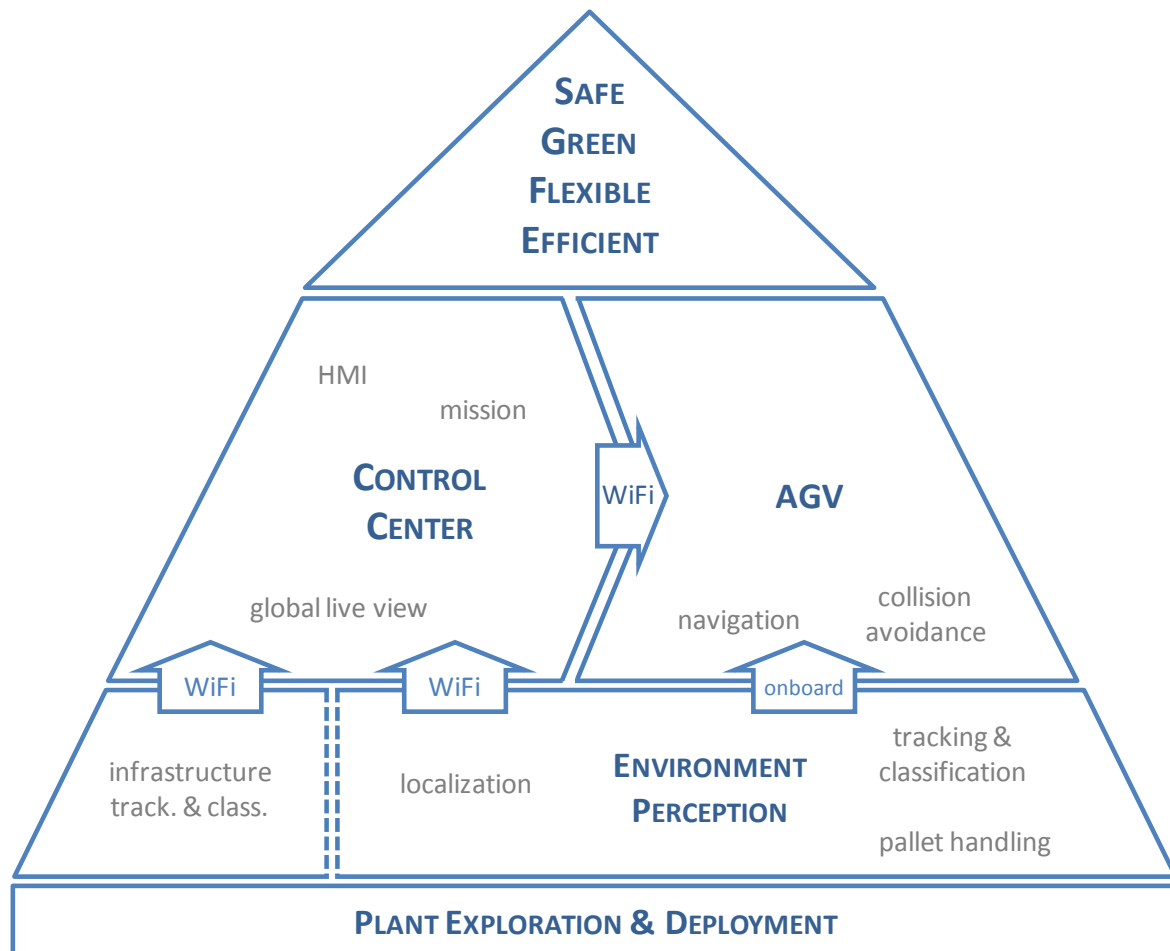 SAFE
GREEN
FLEXIBLE
EFFICIENT
HMI
mission
CONTROL
CENTER
WiFi
AGV
global live view
navigation
collision
avoidance
WiFi
WiFi
onboard
infrastructure
track. & class.
localization
ENVIRONMENT
PERCEPTION
tracking &
classification
pallet handling
PLANT EXPLORATION & DEPLOYMENT